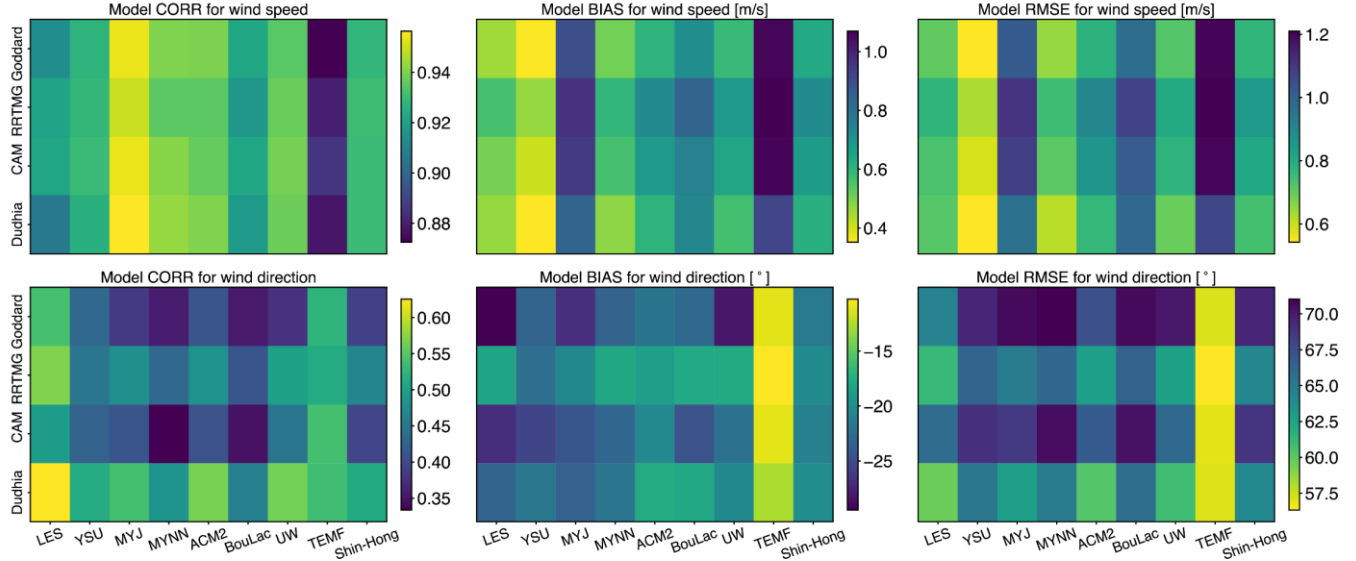 Model CORR for wind speed
Model BIAS for wind speed [m/s]
Model RMSE for wind speed [m/s]
Goddard
RRTMG
CAM
Dudhia
0.94
0.92
0.90
0.88
1.0
0.8
0.6
0.4
1.2
1.0
0.8
0.6
Model CORR for wind direction
Model BIAS for wind direction [°]
Model RMSE for wind direction [°]
Goddard
RRTMG
CAM
Dudhia
0.60
0.55
0.50
0.45
0.40
0.35
−15
−20
−25
70.0
67.5
65.0
62.5
60.0
57.5
LES YSU MYJ MYNN ACM2 BouLac UW TEMF Shin-Hong
LES YSU MYJ MYNN ACM2 BouLac UW TEMF Shin-Hong
LES YSU MYJ MYNN ACM2 BouLac UW TEMF Shin-Hong